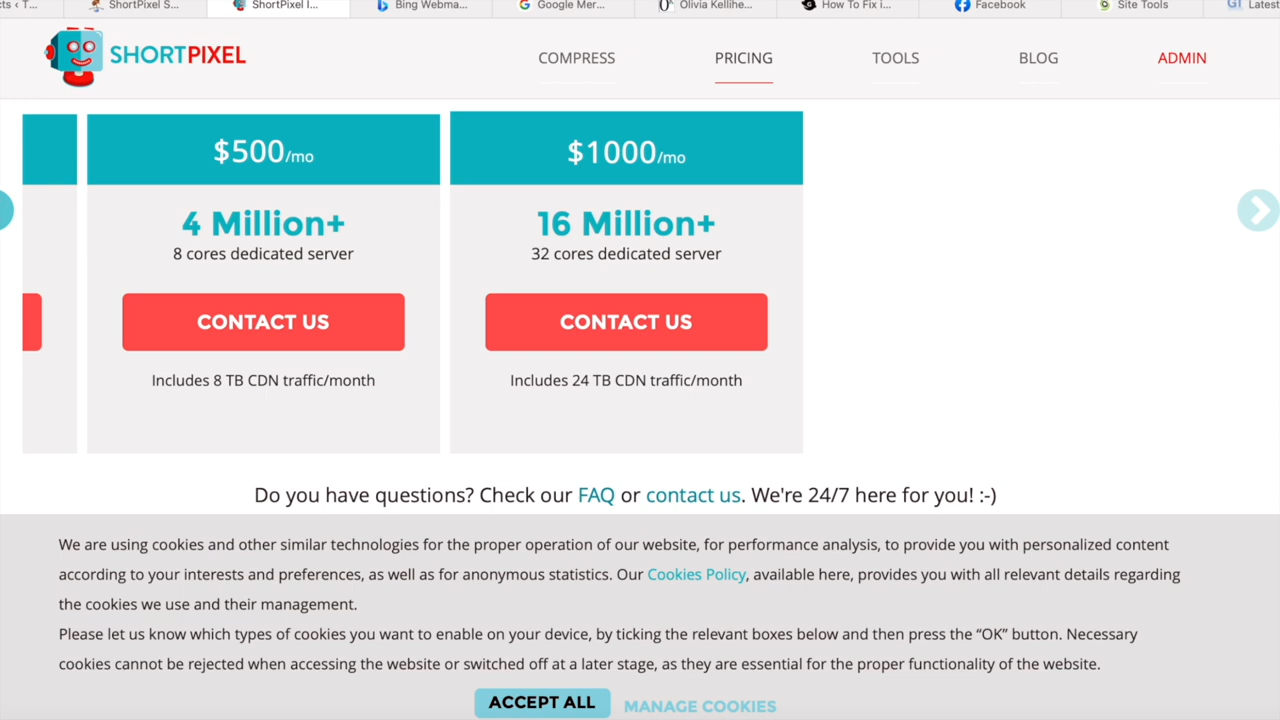 cts < T... ShortPixel S... ShortPixel I... Bing Webma... Google Mer... Olivia Kellihe... How To Fix i... Facebook Site Tools Latest
SHORTPIXEL COMPRESS PRICING TOOLS BLOG ADMIN
$500/mo $1000/mo
4 Million+ 16 Million+
8 cores dedicated server 32 cores dedicated server
CONTACT US CONTACT US
Includes 8 TB CDN traffic/month Includes 24 TB CDN traffic/month
Do you have questions? Check our FAQ or contact us. We're 24/7 here for you! :-)
We are using cookies and other similar technologies for the proper operation of our website, for performance analysis, to provide you with personalized content
according to your interests and preferences, as well as for anonymous statistics. Our Cookies Policy, available here, provides you with all relevant details regarding
the cookies we use and their management.
Please let us know which types of cookies you want to enable on your device, by ticking the relevant boxes below and then press the “OK” button. Necessary
cookies cannot be rejected when accessing the website or switched off at a later stage, as they are essential for the proper functionality of the website.
ACCEPT ALL MANAGE COOKIES